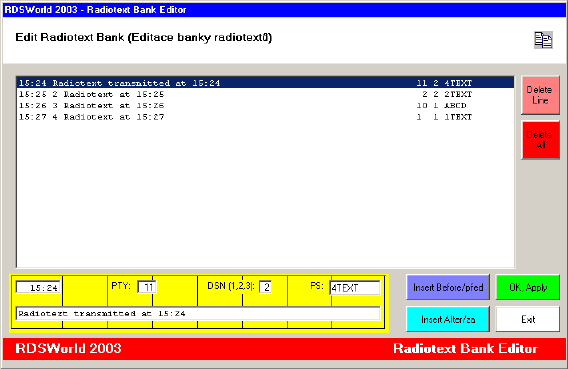 RDSWorld 2003 - Radiotext Bank Editor
Edit Radiotext Bank (Editace banky radiotextů)
15:24 Radiotext transmitted at 15:24 11 2 4TEXT
15:25 2 Radiotext at 15:25 2 2 2TEXT
15:26 3 Radiotext at 15:26 10 1 ABCD
15:27 4 Radiotext at 15:27 1 1 1TEXT
Delete Line
Delete All
15:24 PTY: 11 DSN (1,2,3): 2 PS: 4TEXT
Radiotext transmitted at 15:24
Insert Before/před
OK, Apply
Insert After/za
Exit
RDSWorld 2003 Radiotext Bank Editor